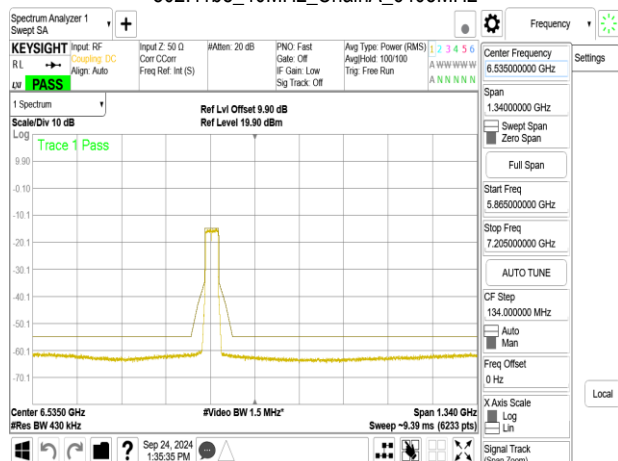 Spectrum Analyzer 1
Swept SA
+
Frequency
KEYSIGHT
RL
LXI
PASS
Input: RF
Coupling: DC
Align: Auto
Input Z: 50 Ω
Corr CCorr
Freq Ref: Int (S)
#Atten: 20 dB
PNO: Fast
Gate: Off
IF Gain: Low
Sig Track: Off
Avg Type: Power (RMS)
Avg|Hold: 100/100
Trig: Free Run
1 2 3 4 5 6
A W W W W W
A N N N N N
1 Spectrum
Scale/Div 10 dB
Ref Lvl Offset 9.90 dB
Ref Level 19.90 dBm
Log
Trace 1 Pass
9.90
-0.10
-10.1
-20.1
-30.1
-40.1
-50.1
-60.1
-70.1
Center 6.5350 GHz
#Res BW 430 kHz
#Video BW 1.5 MHz*
Span 1.340 GHz
Sweep ~9.39 ms (6233 pts)
Sep 24, 2024
1:35:35 PM
?
Center Frequency
6.535000000 GHz
Span
1.34000000 GHz
Swept Span
Zero Span
Full Span
Start Freq
5.865000000 GHz
Stop Freq
7.205000000 GHz
AUTO TUNE
CF Step
134.000000 MHz
Auto
Man
Freq Offset
0 Hz
X Axis Scale
Log
Lin
Signal Track
(Span Zoom)
Settings
Local